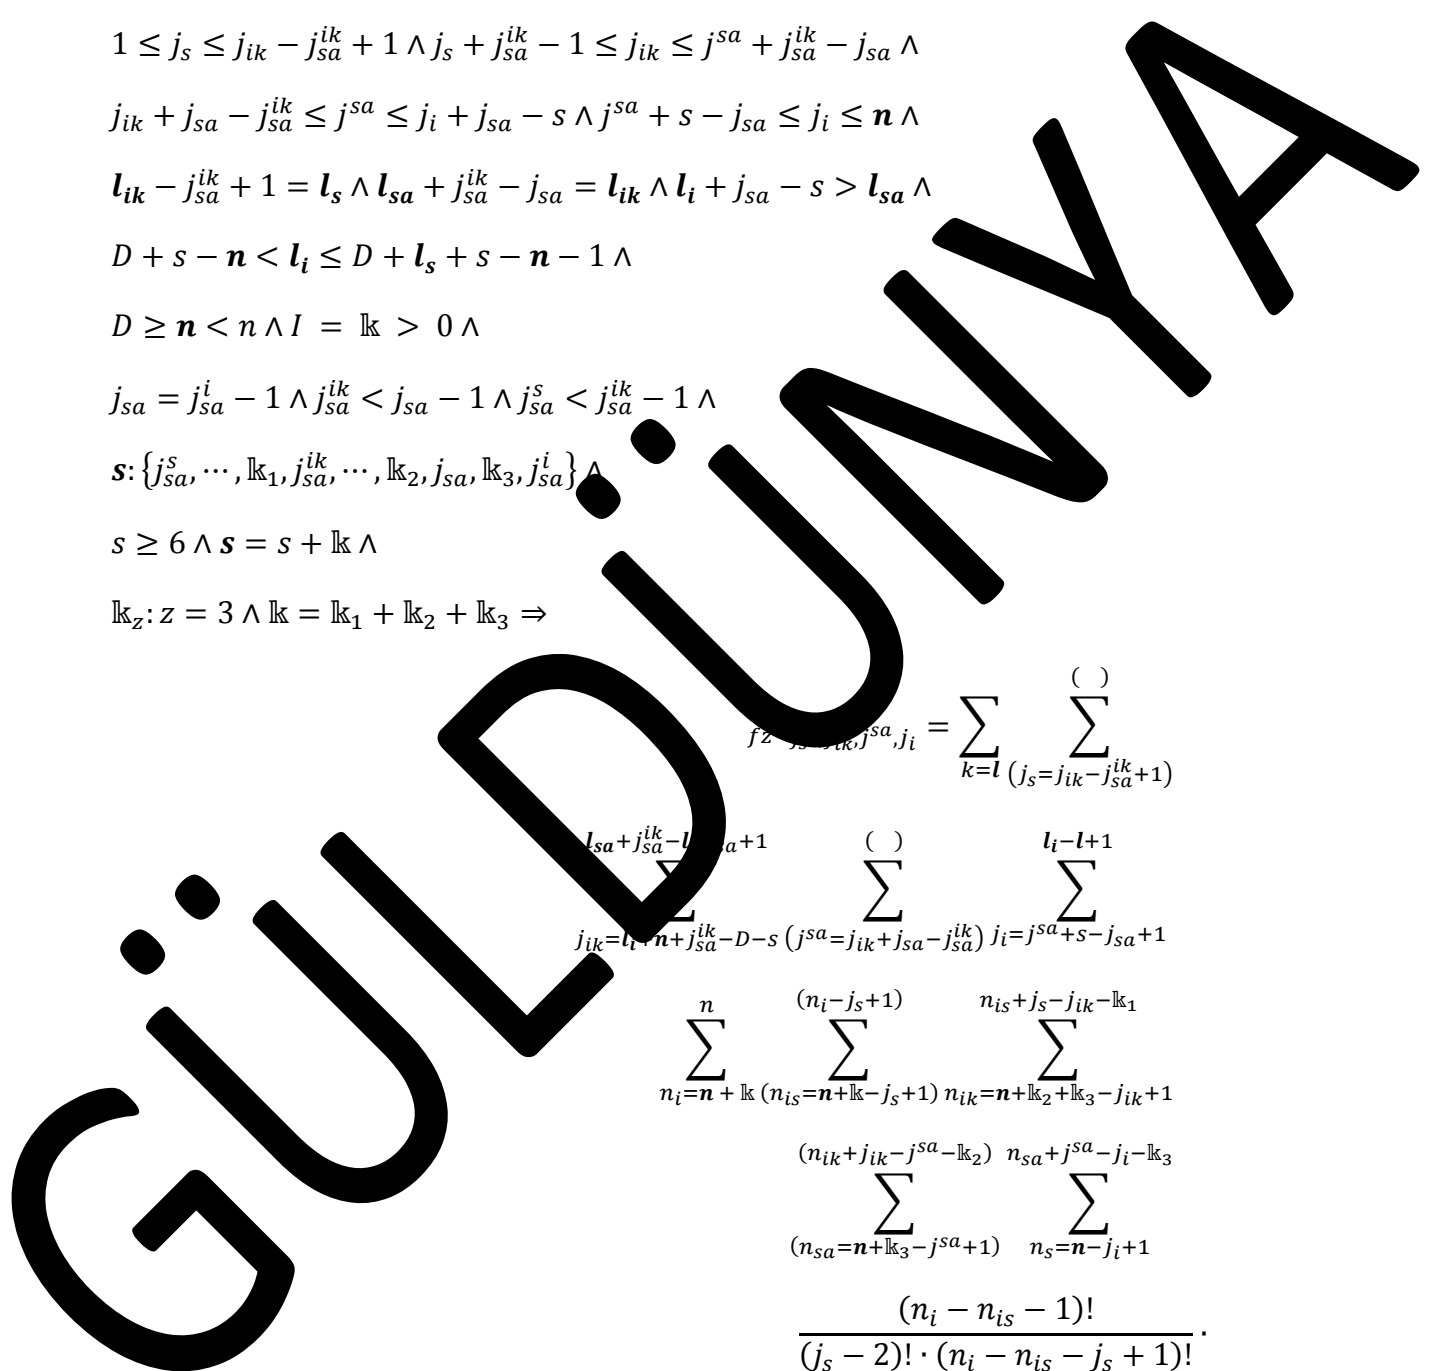 1 ≤ j_s ≤ j_{ik} − j_{sa}^{ik} + 1 ∧ j_s + j_{sa}^{ik} − 1 ≤ j_{ik} ≤ j^{sa} + j_{sa}^{ik} − j_{sa} ∧
j_{ik} + j_{sa} − j_{sa}^{ik} ≤ j^{sa} ≤ j_i + j_{sa} − s ∧ j^{sa} + s − j_{sa} ≤ j_i ≤ n ∧
l_{ik} − j_{sa}^{ik} + 1 = l_s ∧ l_{sa} + j_{sa}^{ik} − j_{sa} = l_{ik} ∧ l_i + j_{sa} − s > l_{sa} ∧
D + s − n < l_i ≤ D + l_s + s − n − 1 ∧
D ≥ n < n ∧ I = 𝕜 > 0 ∧
j_{sa} = j_{sa}^i − 1 ∧ j_{sa}^{ik} < j_{sa} − 1 ∧ j_{sa}^s < j_{sa}^{ik} − 1 ∧
s: {j_{sa}^s, ⋯, 𝕜_1, j_{sa}^{ik}, ⋯, 𝕜_2, j_{sa}, 𝕜_3, j_{sa}^i} ∧
s ≥ 6 ∧ s = s + 𝕜 ∧
𝕜_z: z = 3 ∧ 𝕜 = 𝕜_1 + 𝕜_2 + 𝕜_3 ⇒
j^{sa},j_i = ∑_{k=l} ∑_{(j_s=j_{ik}−j_{sa}^{ik}+1)}^{( )}
∑_{j_{ik}=l_i+n+j_{sa}^{ik}−D−s} ∑_{(j^{sa}=j_{ik}+j_{sa}−j_{sa}^{ik})}^{( )} ∑_{j_i=j^{sa}+s−j_{sa}+1}^{l_i−l+1}
∑_{n_i=n+𝕜}^{n} ∑_{(n_{is}=n+𝕜−j_s+1)}^{(n_i−j_s+1)} ∑_{n_{ik}=n+𝕜_2+𝕜_3−j_{ik}+1}^{n_{is}+j_s−j_{ik}−𝕜_1}
∑_{(n_{sa}=n+𝕜_3−j^{sa}+1)}^{(n_{ik}+j_{ik}−j^{sa}−𝕜_2)} ∑_{n_s=n−j_i+1}^{n_{sa}+j^{sa}−j_i−𝕜_3}
(n_i − n_{is} − 1)!
(j_s − 2)! · (n_i − n_{is} − j_s + 1)! ·
GÜLDÜNYA